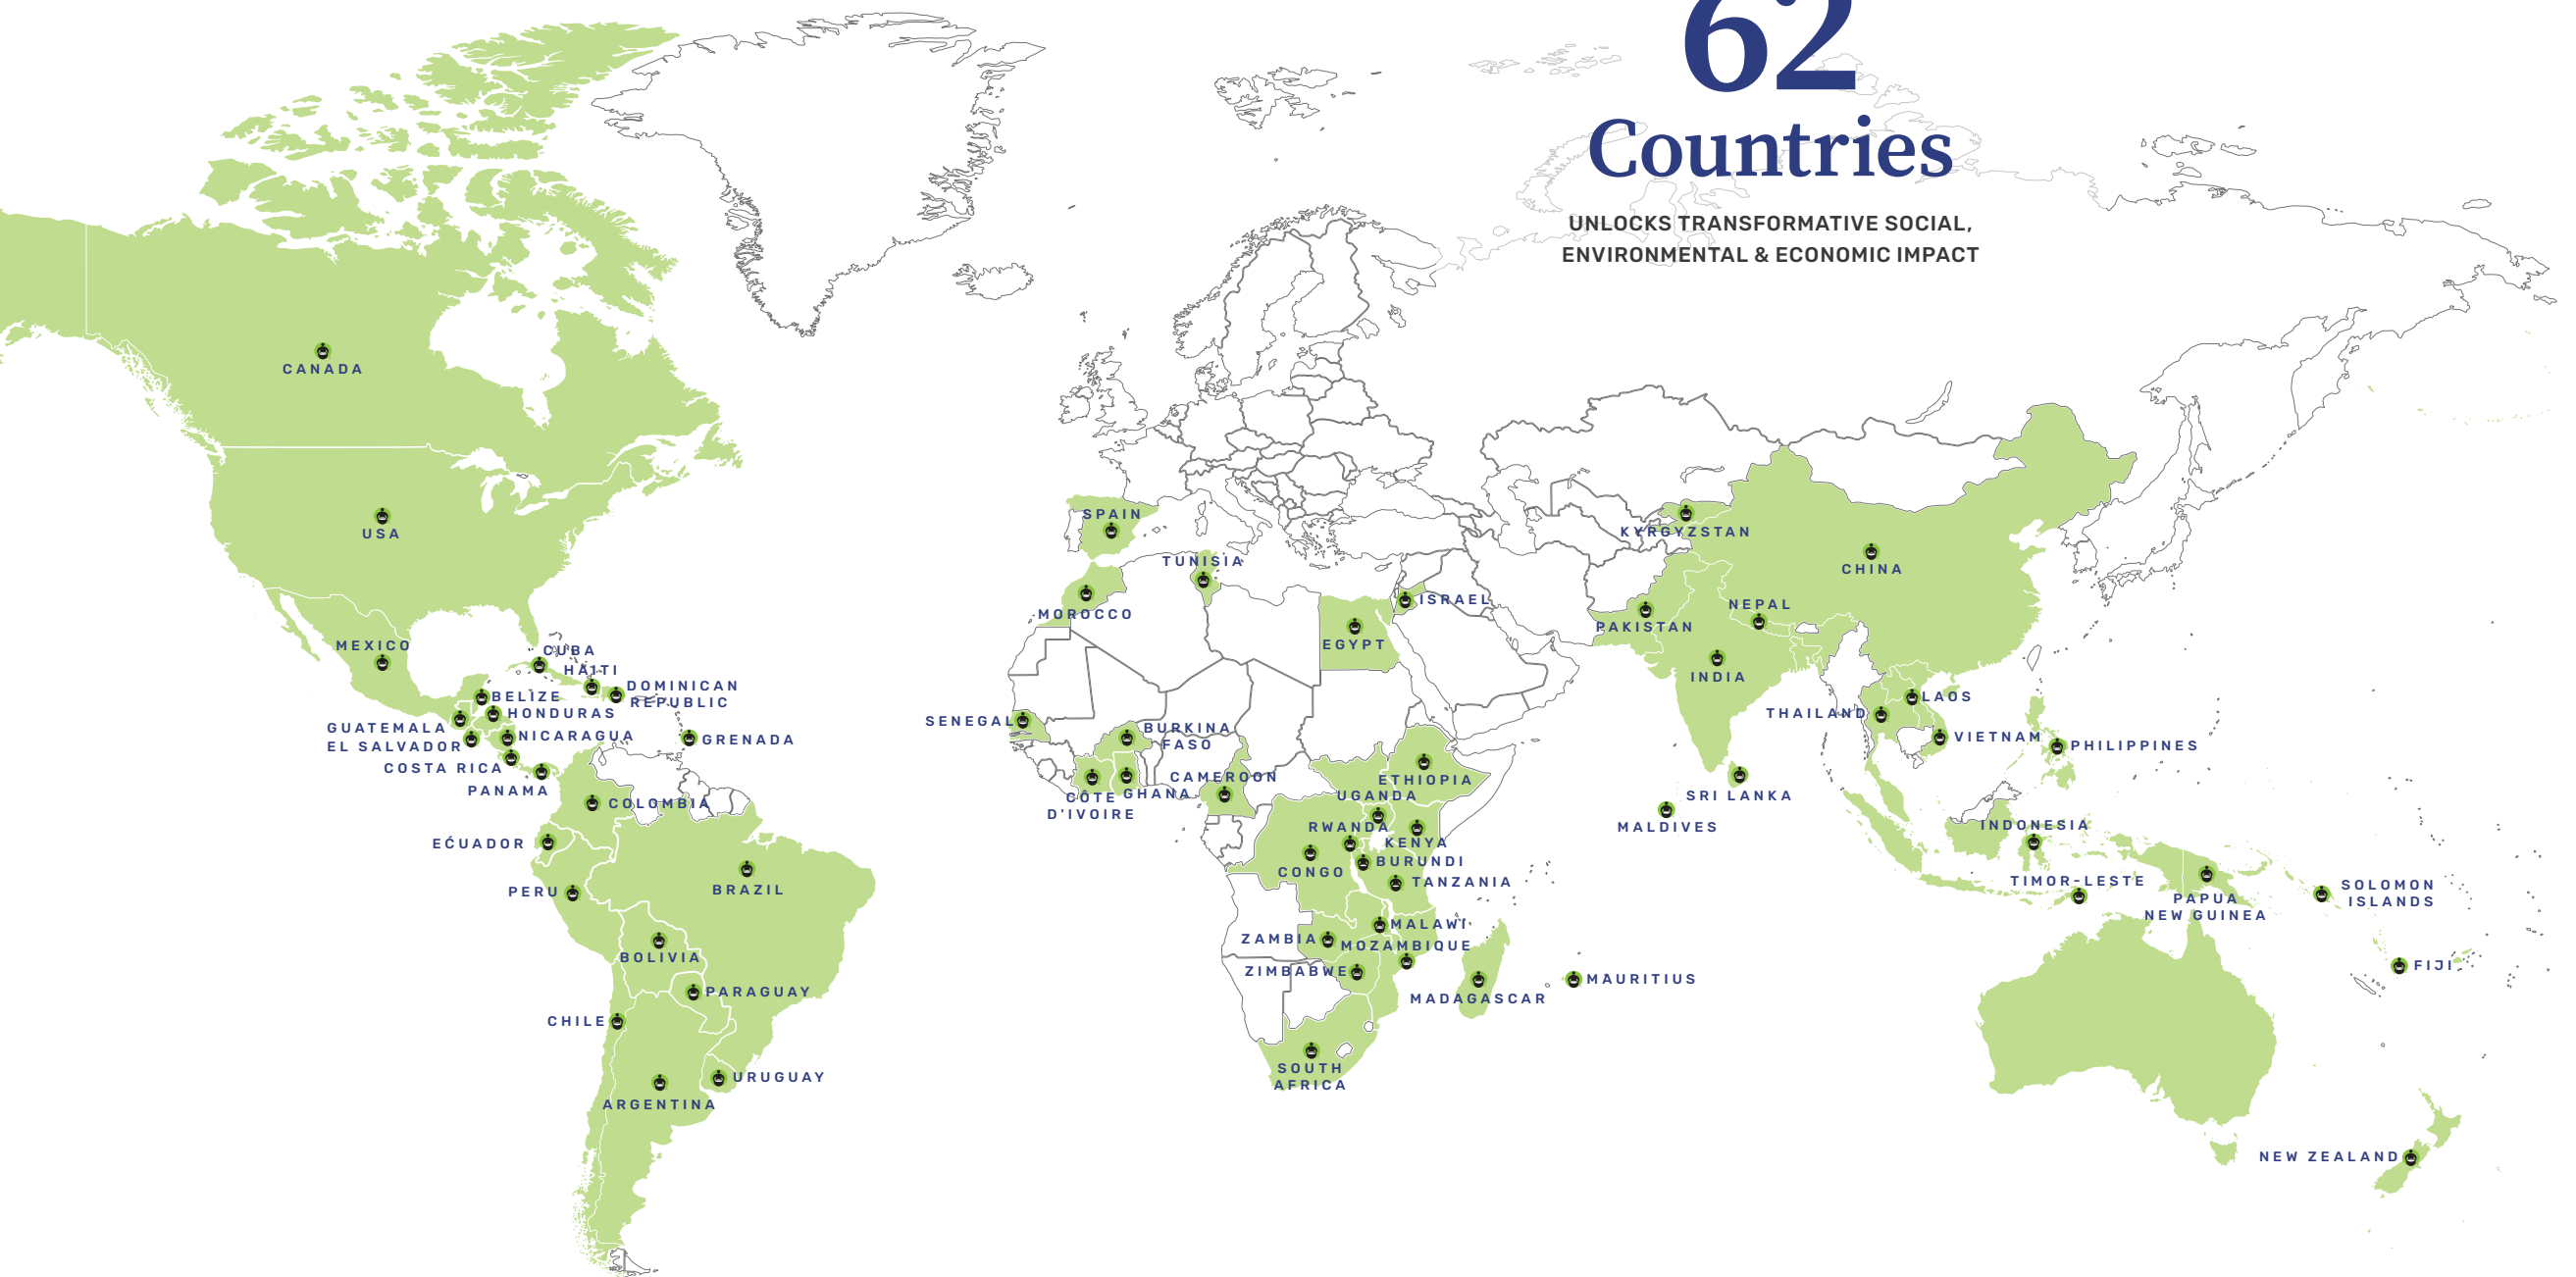 62
Countries
UNLOCKS TRANSFORMATIVE SOCIAL,
ENVIRONMENTAL & ECONOMIC IMPACT
CANADA
USA
MEXICO
CUBA
HAITI
DOMINICAN
REPUBLIC
BELIZE
HONDURAS
GUATEMALA
EL SALVADOR
NICARAGUA
GRENADA
COSTA RICA
PANAMA
COLOMBIA
ECUADOR
PERU
BRAZIL
BOLIVIA
PARAGUAY
CHILE
URUGUAY
ARGENTINA
SPAIN
TUNISIA
MOROCCO
ISRAEL
EGYPT
SENEGAL
BURKINA
FASO
CAMEROON
CÔTE
D'IVOIRE
GHANA
ETHIOPIA
UGANDA
RWANDA
KENYA
BURUNDI
CONGO
TANZANIA
MALAWI
ZAMBIA
MOZAMBIQUE
ZIMBABWE
MADAGASCAR
MAURITIUS
SOUTH
AFRICA
KYRGYZSTAN
CHINA
NEPAL
PAKISTAN
INDIA
LAOS
THAILAND
VIETNAM
PHILIPPINES
SRI LANKA
MALDIVES
INDONESIA
TIMOR-LESTE
PAPUA
NEW GUINEA
SOLOMON
ISLANDS
FIJI
NEW ZEALAND